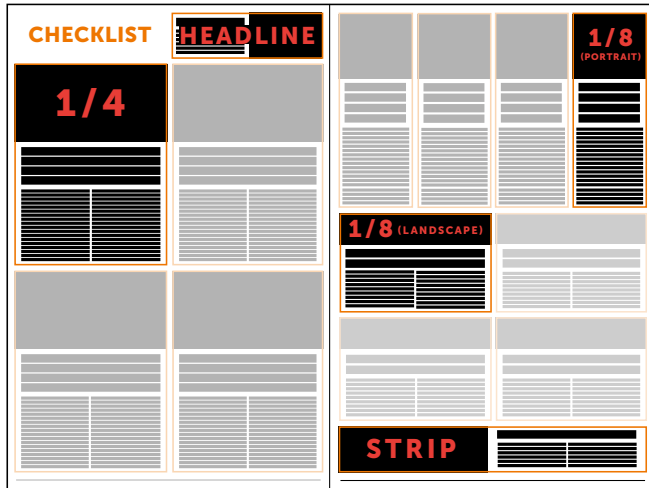 CHECKLIST
HEADLINE
1/4
1/8
(PORTRAIT)
1/8 (LANDSCAPE)
STRIP